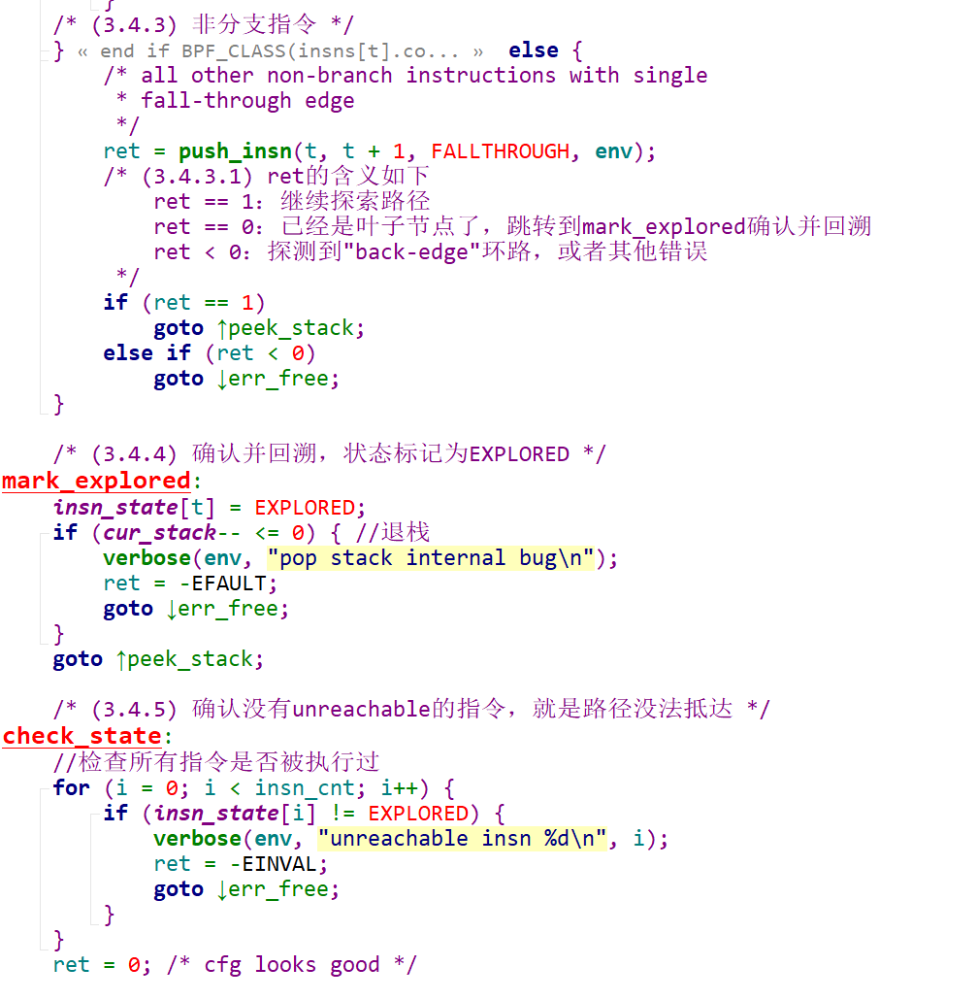 }
/* (3.4.3) 非分支指令 */
} « end if BPF_CLASS(insns[t].co... » else {
/* all other non-branch instructions with single
* fall-through edge
*/
ret = push_insn(t, t + 1, FALLTHROUGH, env);
/* (3.4.3.1) ret的含义如下
ret == 1: 继续探索路径
ret == 0: 已经是叶子节点了，跳转到mark_explored确认并回溯
ret < 0: 探测到"back-edge"环路，或者其他错误
*/
if (ret == 1)
goto ↑peek_stack;
else if (ret < 0)
goto ↓err_free;
}
/* (3.4.4) 确认并回溯，状态标记为EXPLORED */
mark_explored:
insn_state[t] = EXPLORED;
if (cur_stack-- <= 0) { //退栈
verbose(env, "pop stack internal bug\n");
ret = -EFAULT;
goto ↓err_free;
}
goto ↑peek_stack;
/* (3.4.5) 确认没有unreachable的指令，就是路径没法抵达 */
check_state:
//检查所有指令是否被执行过
for (i = 0; i < insn_cnt; i++) {
if (insn_state[i] != EXPLORED) {
verbose(env, "unreachable insn %d\n", i);
ret = -EINVAL;
goto ↓err_free;
}
}
ret = 0; /* cfg looks good */